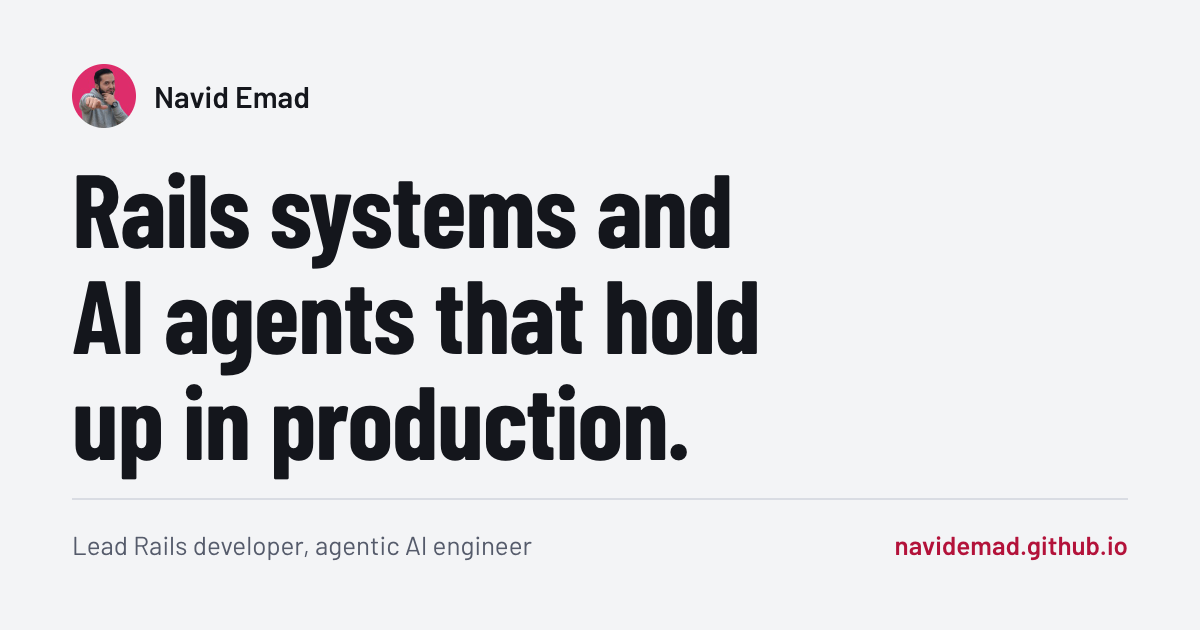 Navid Emad
Rails systems and
AI agents that hold
up in production.
Lead Rails developer, agentic AI engineer
navidemad.github.io